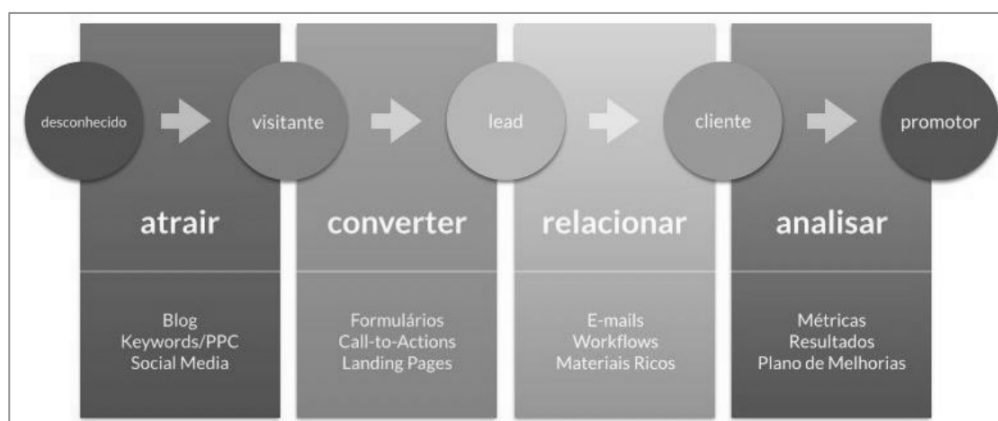 desconhecido
visitante
lead
cliente
promotor
atrair
converter
relacionar
analisar
Blog
Keywords/PPC
Social Media
Formulários
Call-to-Actions
Landing Pages
E-mails
Workflows
Materiais Ricos
Métricas
Resultados
Plano de Melhorias